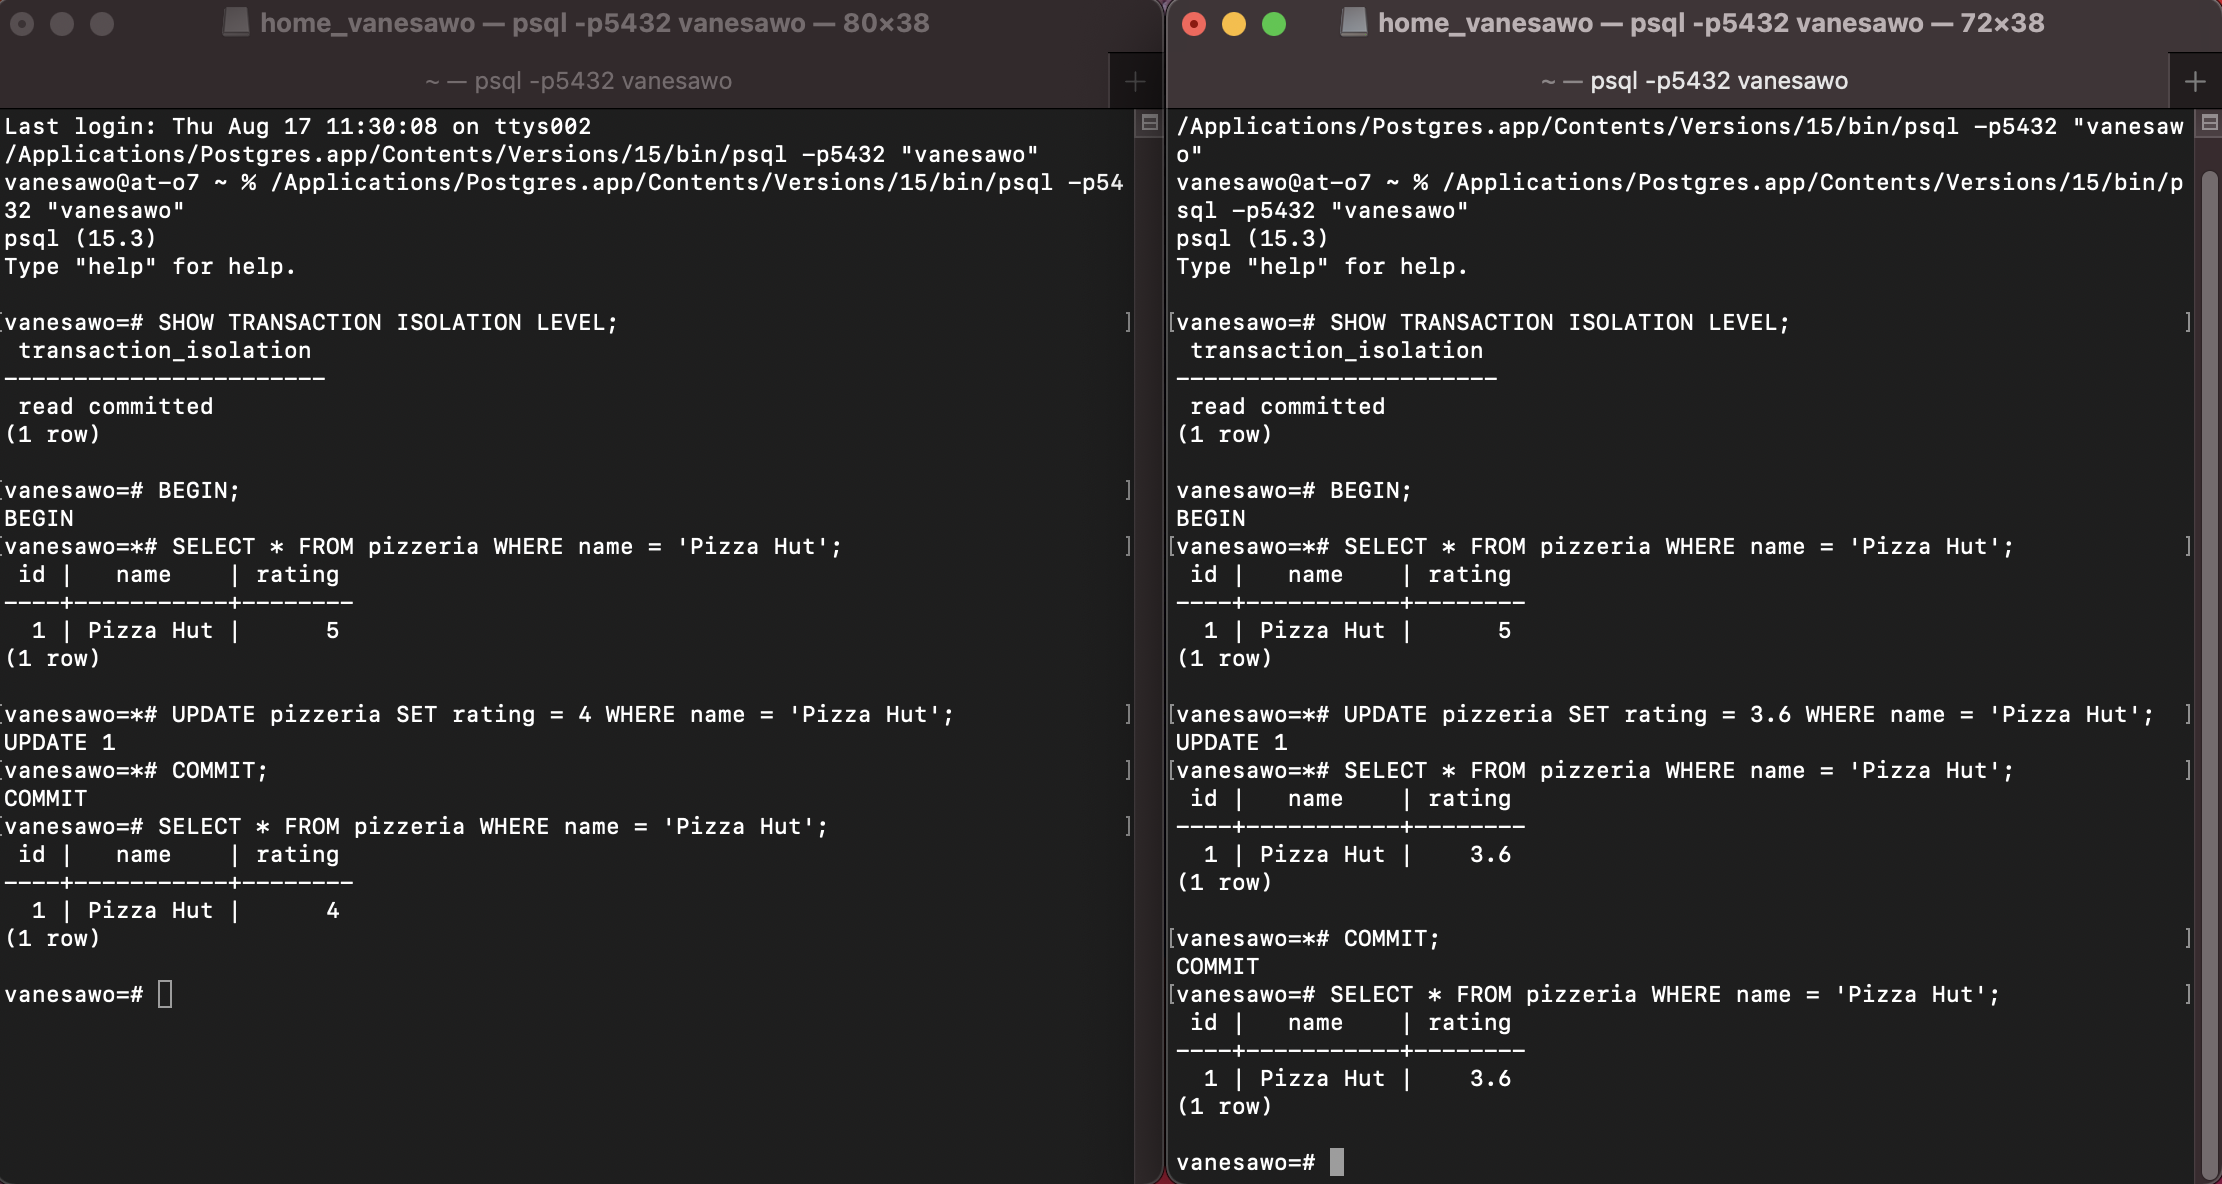 home_vanesawo — psql -p5432 vanesawo — 80×38
~ — psql -p5432 vanesawo
Last login: Thu Aug 17 11:30:08 on ttys002
/Applications/Postgres.app/Contents/Versions/15/bin/psql -p5432 "vanesawo"
vanesawo@at-o7 ~ % /Applications/Postgres.app/Contents/Versions/15/bin/psql -p54
32 "vanesawo"
psql (15.3)
Type "help" for help.
[vanesawo=# SHOW TRANSACTION ISOLATION LEVEL; ]
transaction_isolation
-----------------------
read committed
(1 row)
[vanesawo=# BEGIN; ]
BEGIN
[vanesawo=*# SELECT * FROM pizzeria WHERE name = 'Pizza Hut'; ]
id | name | rating
----+-----------+--------
1 | Pizza Hut | 5
(1 row)
[vanesawo=*# UPDATE pizzeria SET rating = 4 WHERE name = 'Pizza Hut'; ]
UPDATE 1
[vanesawo=*# COMMIT; ]
COMMIT
[vanesawo=# SELECT * FROM pizzeria WHERE name = 'Pizza Hut'; ]
id | name | rating
----+-----------+--------
1 | Pizza Hut | 4
(1 row)
vanesawo=#
home_vanesawo — psql -p5432 vanesawo — 72×38
~ — psql -p5432 vanesawo
/Applications/Postgres.app/Contents/Versions/15/bin/psql -p5432 "vanesaw
o"
vanesawo@at-o7 ~ % /Applications/Postgres.app/Contents/Versions/15/bin/p
sql -p5432 "vanesawo"
psql (15.3)
Type "help" for help.
[vanesawo=# SHOW TRANSACTION ISOLATION LEVEL; ]
transaction_isolation
-----------------------
read committed
(1 row)
vanesawo=# BEGIN;
BEGIN
[vanesawo=*# SELECT * FROM pizzeria WHERE name = 'Pizza Hut'; ]
id | name | rating
----+-----------+--------
1 | Pizza Hut | 5
(1 row)
[vanesawo=*# UPDATE pizzeria SET rating = 3.6 WHERE name = 'Pizza Hut'; ]
UPDATE 1
[vanesawo=*# SELECT * FROM pizzeria WHERE name = 'Pizza Hut'; ]
id | name | rating
----+-----------+--------
1 | Pizza Hut | 3.6
(1 row)
[vanesawo=*# COMMIT; ]
COMMIT
[vanesawo=# SELECT * FROM pizzeria WHERE name = 'Pizza Hut'; ]
id | name | rating
----+-----------+--------
1 | Pizza Hut | 3.6
(1 row)
vanesawo=#